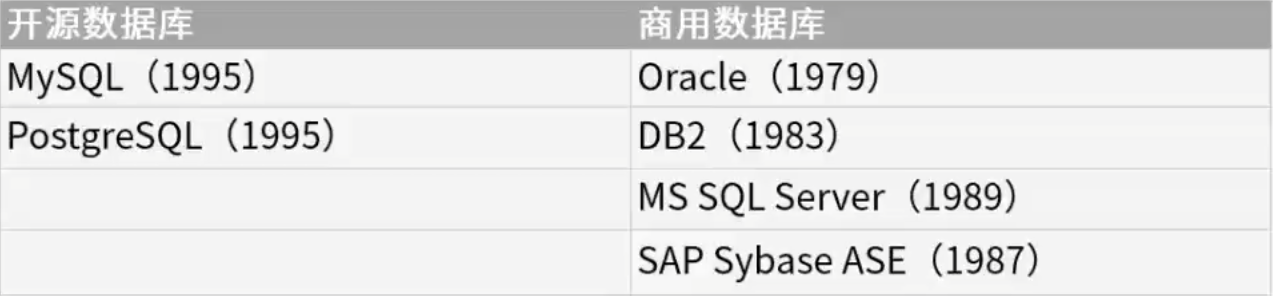 开源数据库 商用数据库
MySQL（1995） Oracle（1979）
PostgreSQL（1995） DB2（1983）
MS SQL Server（1989）
SAP Sybase ASE（1987）